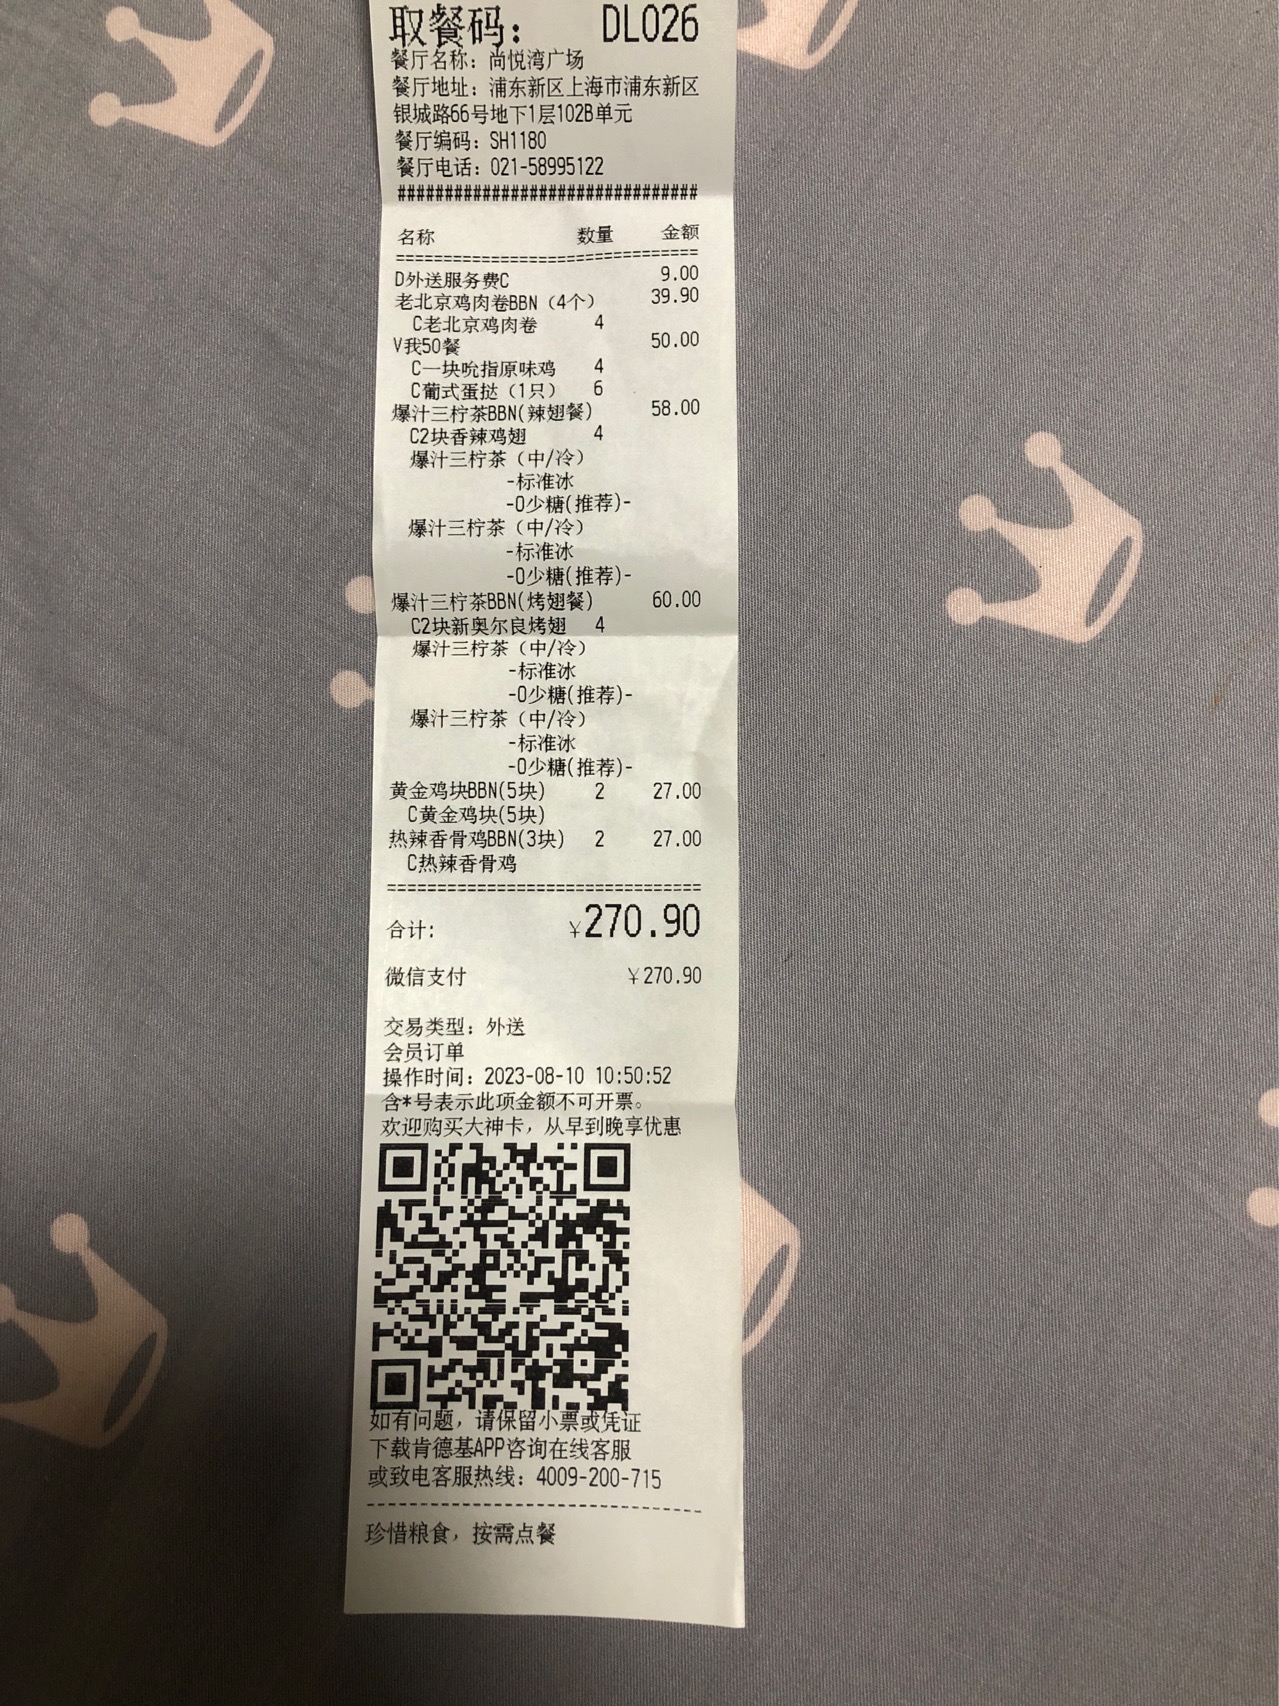 取餐码： DL026
餐厅名称：尚悦湾广场
餐厅地址：浦东新区上海市浦东新区
银城路66号地下1层102B单元
餐厅编码：SH1180
餐厅电话：021-58995122
################################
名称 数量 金额
================================
D外送服务费C 9.00
老北京鸡肉卷BBN（4个） 39.90
C老北京鸡肉卷 4
V我50餐 50.00
C一块吮指原味鸡 4
C葡式蛋挞（1只） 6
爆汁三柠茶BBN(辣翅餐) 58.00
C2块香辣鸡翅 4
爆汁三柠茶（中/冷）
-标准冰
-0少糖(推荐)-
爆汁三柠茶（中/冷）
-标准冰
-0少糖(推荐)-
爆汁三柠茶BBN(烤翅餐) 60.00
C2块新奥尔良烤翅 4
爆汁三柠茶（中/冷）
-标准冰
-0少糖(推荐)-
爆汁三柠茶（中/冷）
-标准冰
-0少糖(推荐)-
黄金鸡块BBN(5块) 2 27.00
C黄金鸡块(5块)
热辣香骨鸡BBN(3块) 2 27.00
C热辣香骨鸡
================================
合计: ¥270.90
微信支付 ¥270.90
交易类型：外送
会员订单
操作时间：2023-08-10 10:50:52
含*号表示此项金额不可开票。
欢迎购买大神卡，从早到晚享优惠
如有问题，请保留小票或凭证
下载肯德基APP咨询在线客服
或致电客服热线：4009-200-715
--------------------------------
珍惜粮食，按需点餐